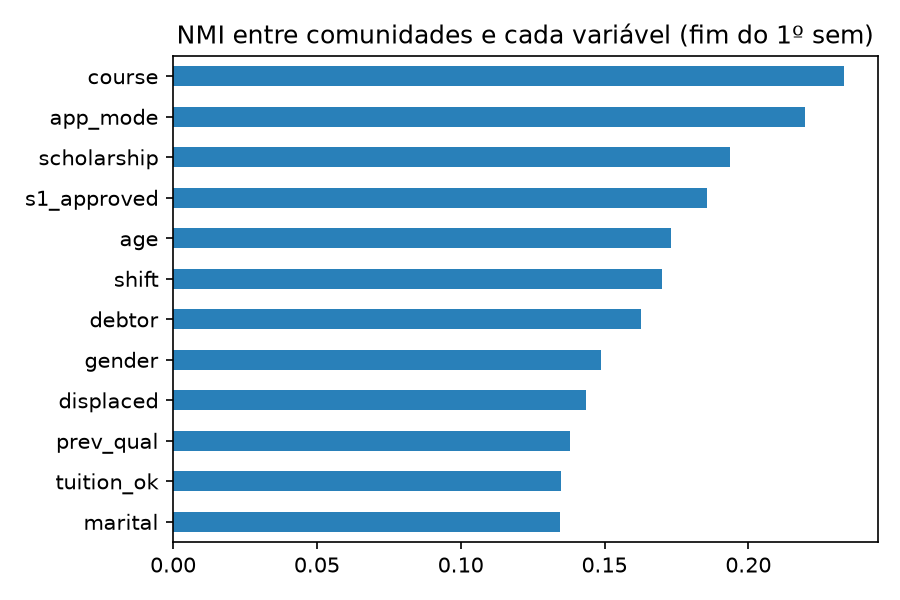 NMI entre comunidades e cada variável (fim do 1º sem)
course
app_mode
scholarship
s1_approved
age
shift
debtor
gender
displaced
prev_qual
tuition_ok
marital
0.00 0.05 0.10 0.15 0.20